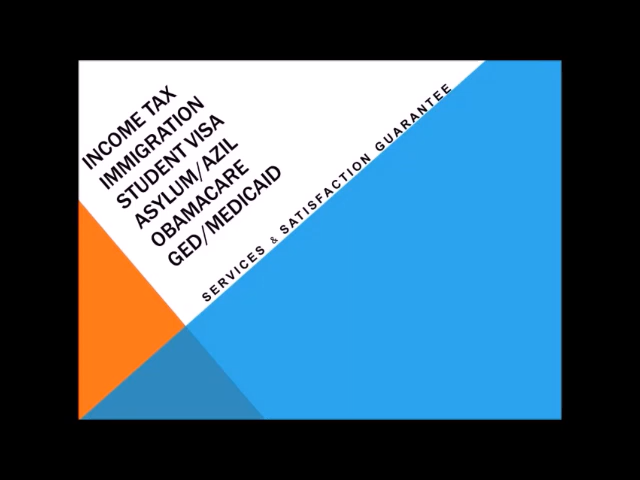 INCOME TAX
IMMIGRATION
STUDENT VISA
ASYLUM/AZIL
OBAMACARE
GED/MEDICAID
SERVICES & SATISFACTION GUARANTEE